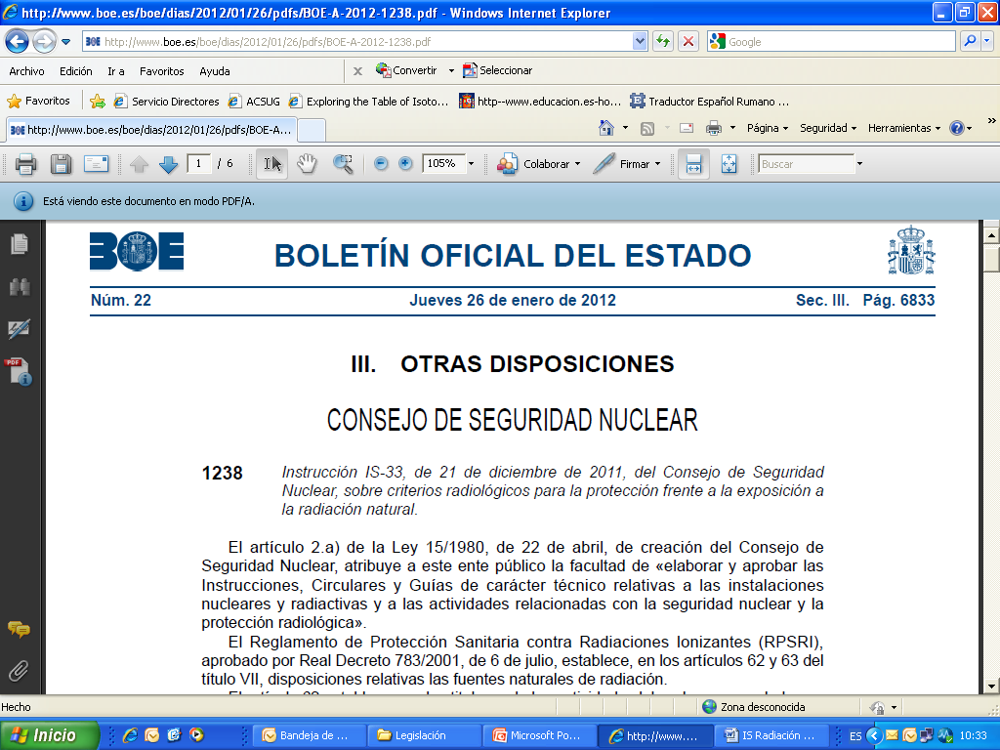 http://www.boe.es/boe/dias/2012/01/26/pdfs/BOE-A-2012-1238.pdf - Windows Internet Explorer
BOE http://www.boe.es/boe/dias/2012/01/26/pdfs/BOE-A-2012-1238.pdf Google
Archivo Edición Ir a Favoritos Ayuda x Convertir Seleccionar
Favoritos Servicio Directores ACSUG Exploring the Table of Isoto... http--www.educacion.es-ho... Traductor Español Rumano ...
BOE http://www.boe.es/boe/dias/2012/01/26/pdfs/BOE-A... Página Seguridad Herramientas »
1 / 6 105% Colaborar Firmar Buscar
Está viendo este documento en modo PDF/A.
BOE BOLETÍN OFICIAL DEL ESTADO
Núm. 22 Jueves 26 de enero de 2012 Sec. III. Pág. 6833
III. OTRAS DISPOSICIONES
CONSEJO DE SEGURIDAD NUCLEAR
1238 Instrucción IS-33, de 21 de diciembre de 2011, del Consejo de Seguridad
Nuclear, sobre criterios radiológicos para la protección frente a la exposición a
la radiación natural.
El artículo 2.a) de la Ley 15/1980, de 22 de abril, de creación del Consejo de
Seguridad Nuclear, atribuye a este ente público la facultad de «elaborar y aprobar las
Instrucciones, Circulares y Guías de carácter técnico relativas a las instalaciones
nucleares y radiactivas y a las actividades relacionadas con la seguridad nuclear y la
protección radiológica».
El Reglamento de Protección Sanitaria contra Radiaciones Ionizantes (RPSRI),
aprobado por Real Decreto 783/2001, de 6 de julio, establece, en los artículos 62 y 63 del
título VII, disposiciones relativas las fuentes naturales de radiación.
PDF
Hecho Zona desconocida
Inicio Bandeja de ... Legislación Microsoft Po... http://www.... IS Radiación ... ES 10:33